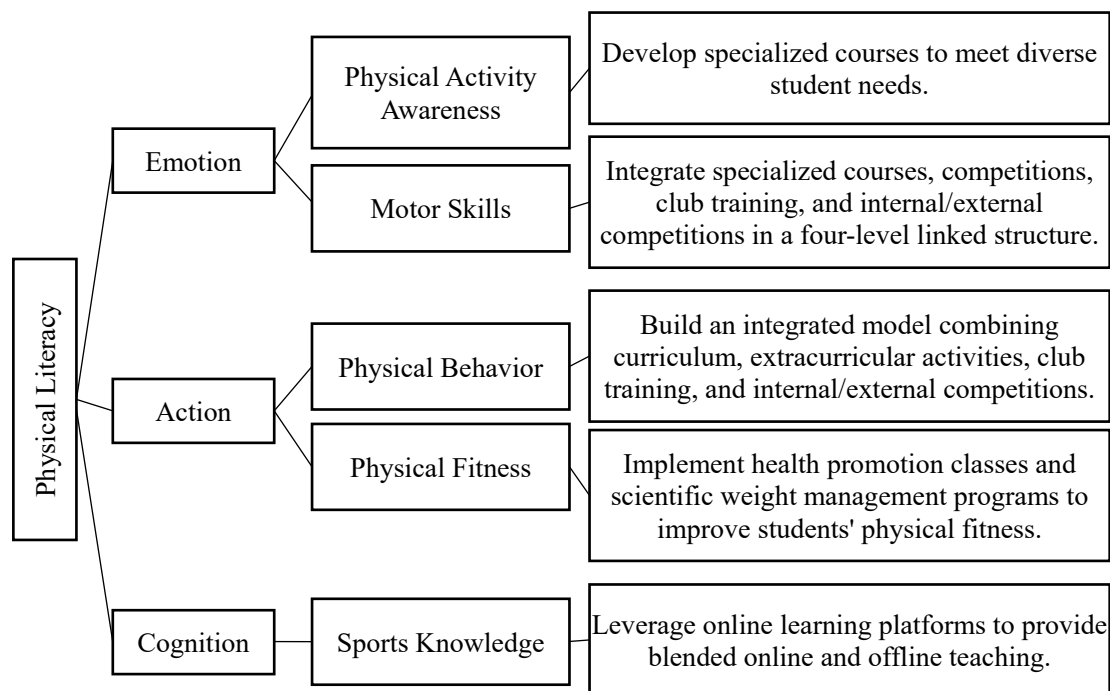 Physical Literacy
Emotion
Physical Activity
Awareness
Develop specialized courses to meet diverse
student needs.
Motor Skills
Integrate specialized courses, competitions,
club training, and internal/external
competitions in a four-level linked structure.
Action
Physical Behavior
Build an integrated model combining
curriculum, extracurricular activities, club
training, and internal/external competitions.
Physical Fitness
Implement health promotion classes and
scientific weight management programs to
improve students' physical fitness.
Cognition
Sports Knowledge
Leverage online learning platforms to provide
blended online and offline teaching.